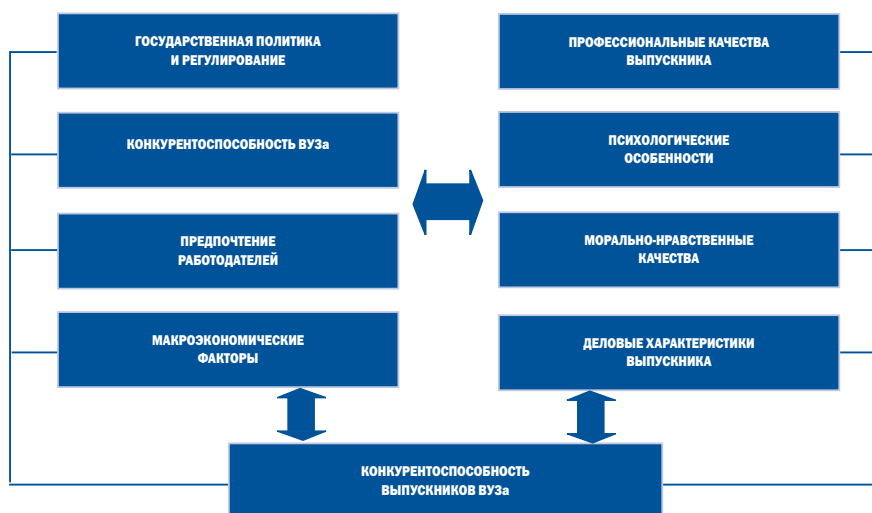 ГОСУДАРСТВЕННАЯ ПОЛИТИКА
И РЕГУЛИРОВАНИЕ
КОНКУРЕНТОСПОСОБНОСТЬ ВУЗа
ПРЕДПОЧТЕНИЕ
РАБОТОДАТЕЛЕЙ
МАКРОЭКОНОМИЧЕСКИЕ
ФАКТОРЫ
ПРОФЕССИОНАЛЬНЫЕ КАЧЕСТВА
ВЫПУСКНИКА
ПСИХОЛОГИЧЕСКИЕ
ОСОБЕННОСТИ
МОРАЛЬНО-НРАВСТВЕННЫЕ
КАЧЕСТВА
ДЕЛОВЫЕ ХАРАКТЕРИСТИКИ
ВЫПУСКНИКА
КОНКУРЕНТОСПОСОБНОСТЬ
ВЫПУСКНИКОВ ВУЗа